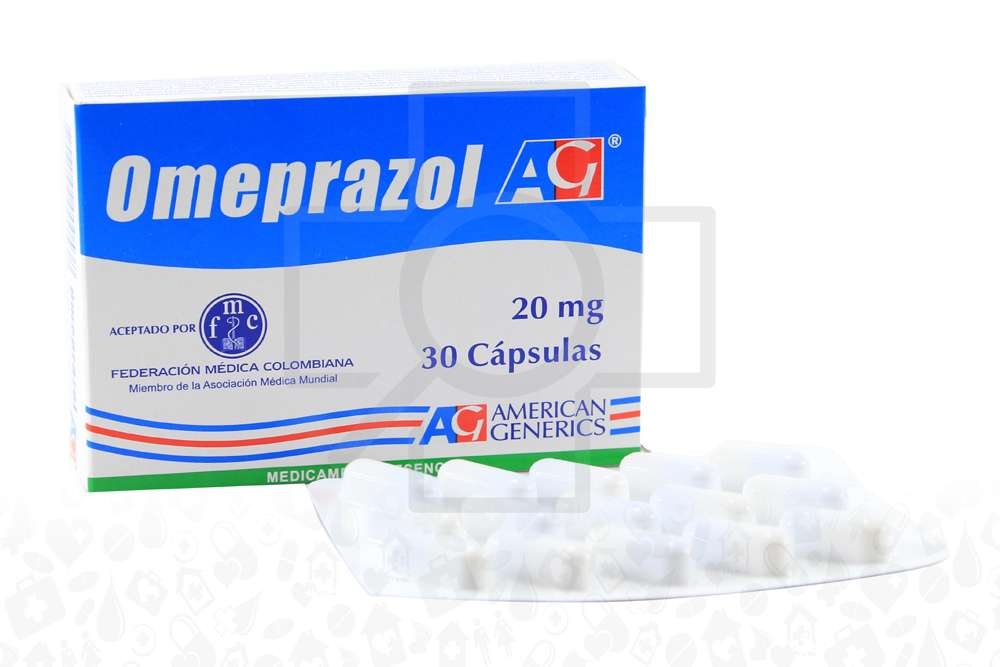 Omeprazol AG®
20 mg
30 Cápsulas
ACEPTADO POR
fmc
FEDERACIÓN MÉDICA COLOMBIANA
Miembro de la Asociación Médica Mundial
AG AMERICAN
GENERICS